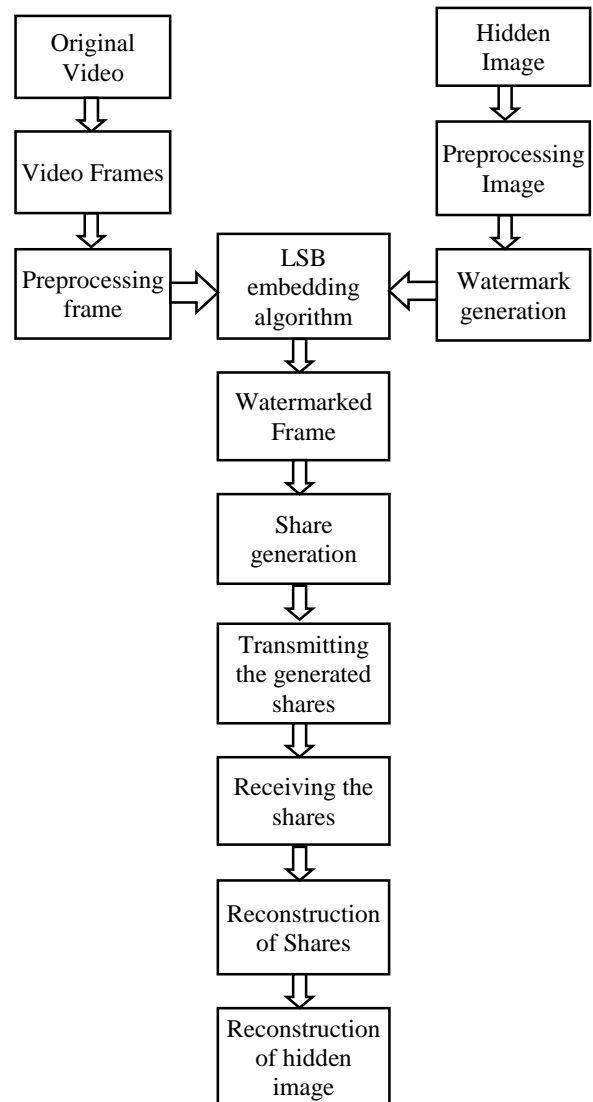 Original
Video
Video Frames
Preprocessing
frame
Hidden
Image
Preprocessing
Image
Watermark
generation
LSB
embedding
algorithm
Watermarked
Frame
Share
generation
Transmitting
the generated
shares
Receiving the
shares
Reconstruction
of Shares
Reconstruction
of hidden
image